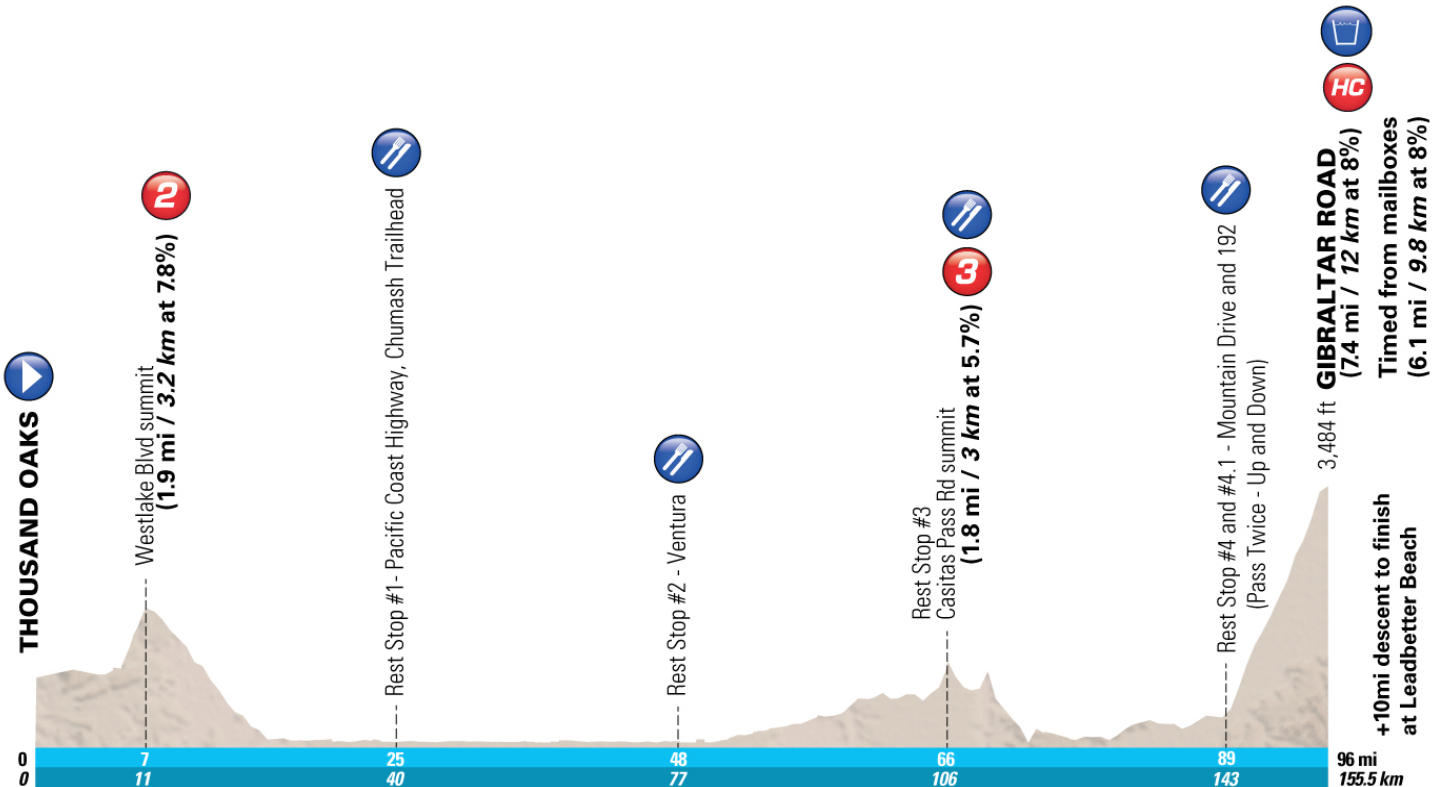 THOUSAND OAKS
2
Westlake Blvd summit
(1.9 mi / 3.2 km at 7.8%)
Rest Stop #1- Pacific Coast Highway, Chumash Trailhead
Rest Stop #2 - Ventura
3
Rest Stop #3
Casitas Pass Rd summit
(1.8 mi / 3 km at 5.7%)
Rest Stop #4 and #4.1 - Mountain Drive and 192
(Pass Twice - Up and Down)
HC
3,484 ft GIBRALTAR ROAD
(7.4 mi / 12 km at 8%)
Timed from mailboxes
(6.1 mi / 9.8 km at 8%)
+10mi descent to finish
at Leadbetter Beach
0 7 25 48 66 89 96 mi
0 11 40 77 106 143 155.5 km